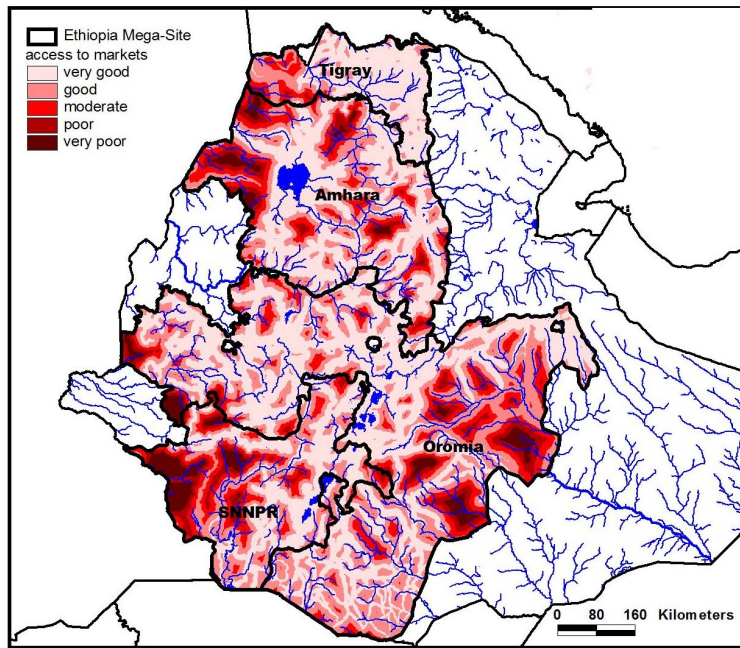 Ethiopia Mega-Site
access to markets
very good
good
moderate
poor
very poor
Tigray
Amhara
Oromia
SNNPR
0 80 160 Kilometers